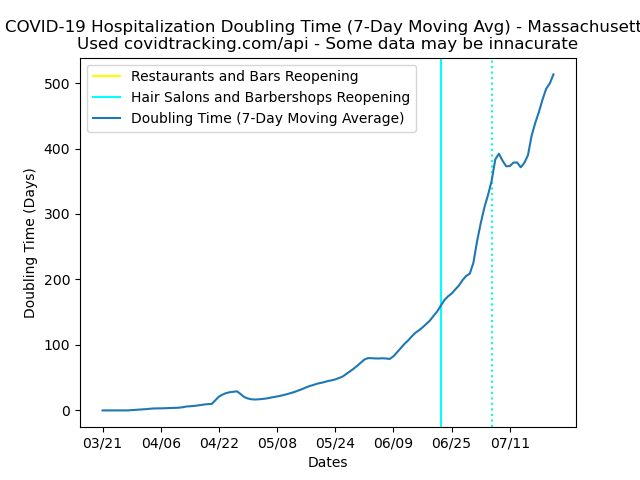 COVID-19 Hospitalization Doubling Time (7-Day Moving Avg) - Massachusett
Used covidtracking.com/api - Some data may be innacurate
Restaurants and Bars Reopening
Hair Salons and Barbershops Reopening
Doubling Time (7-Day Moving Average)
500
400
300
200
100
0
Doubling Time (Days)
03/21 04/06 04/22 05/08 05/24 06/09 06/25 07/11
Dates